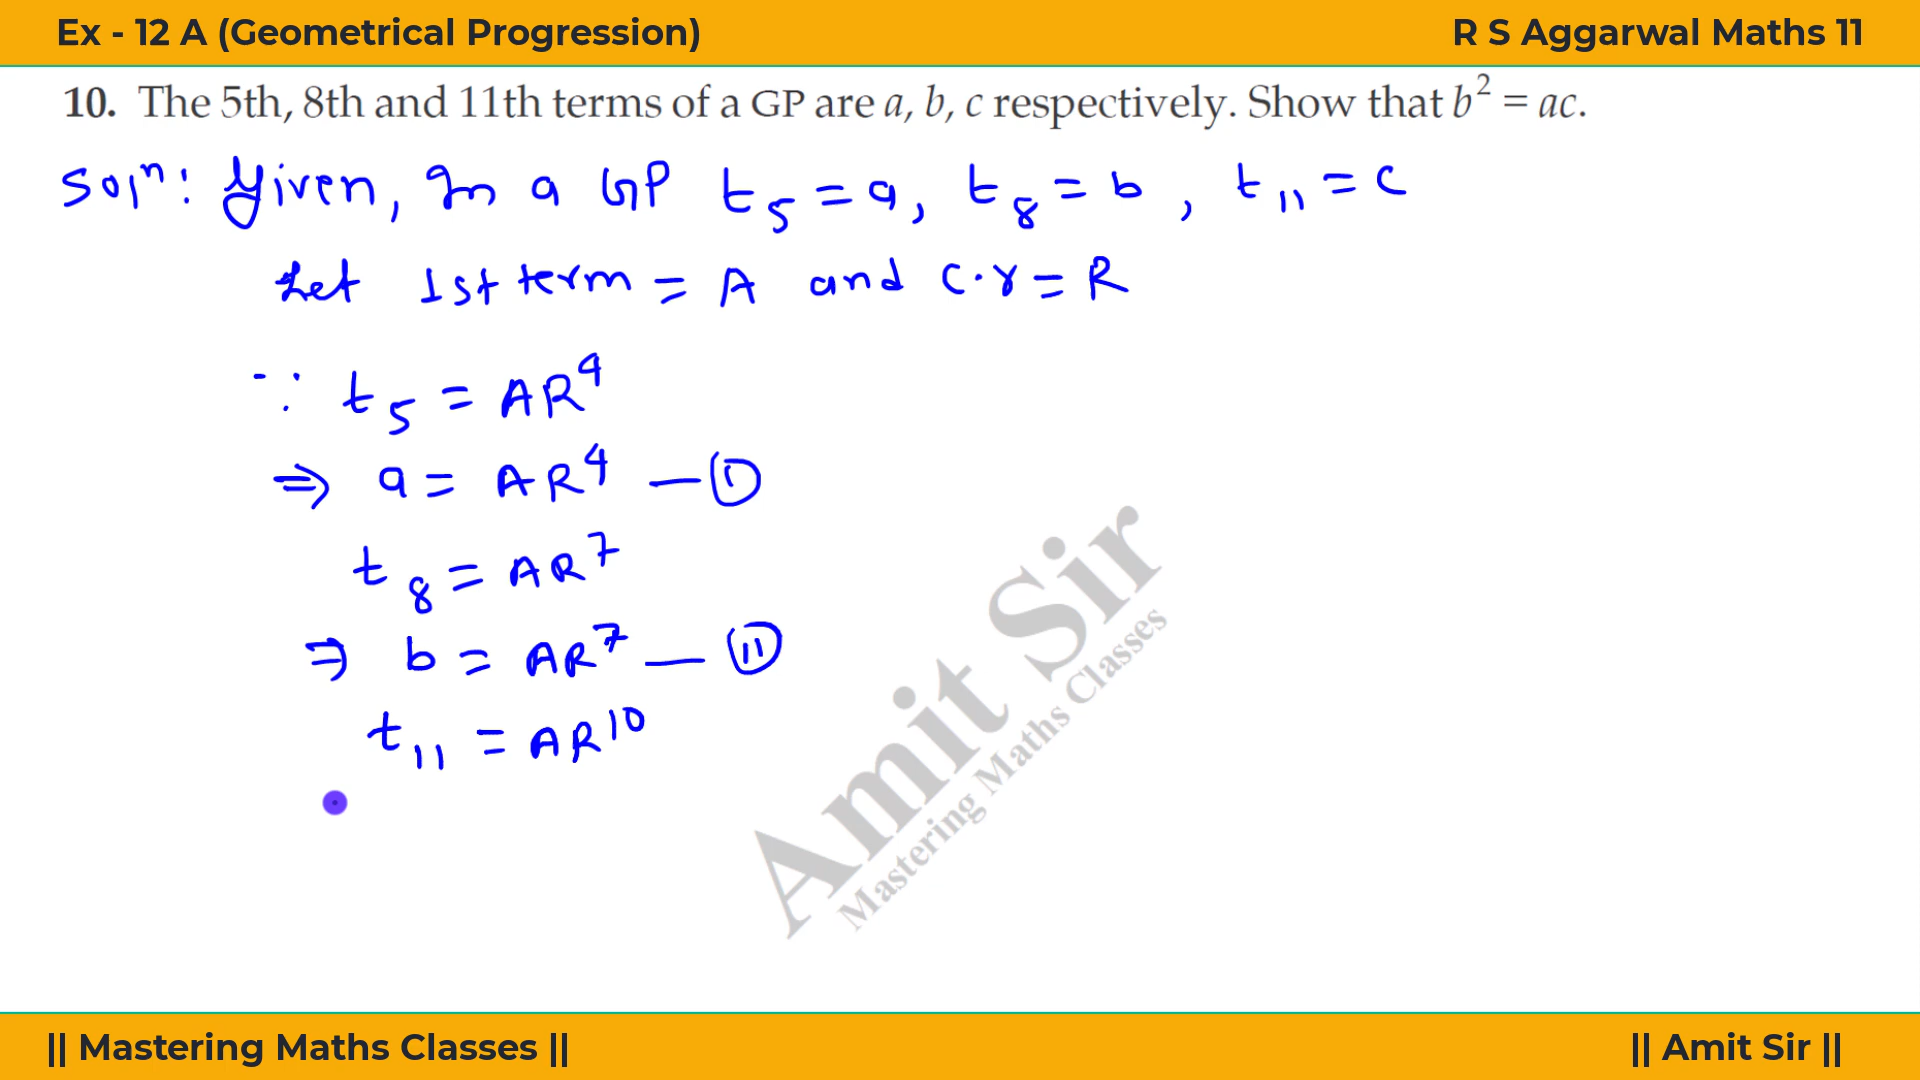 Ex - 12 A (Geometrical Progression)
R S Aggarwal Maths 11
10. The 5th, 8th and 11th terms of a GP are a, b, c respectively. Show that b² = ac.
Solⁿ: Given, In a GP t₅ = a, t₈ = b, t₁₁ = c
Let 1st term = A and c.r = R
∵ t₅ = AR⁴
⇒ a = AR⁴ — Ⓘ
t₈ = AR⁷
⇒ b = AR⁷ — (II)
t₁₁ = AR¹⁰
Amit Sir
Mastering Maths Classes
|| Mastering Maths Classes ||
|| Amit Sir ||